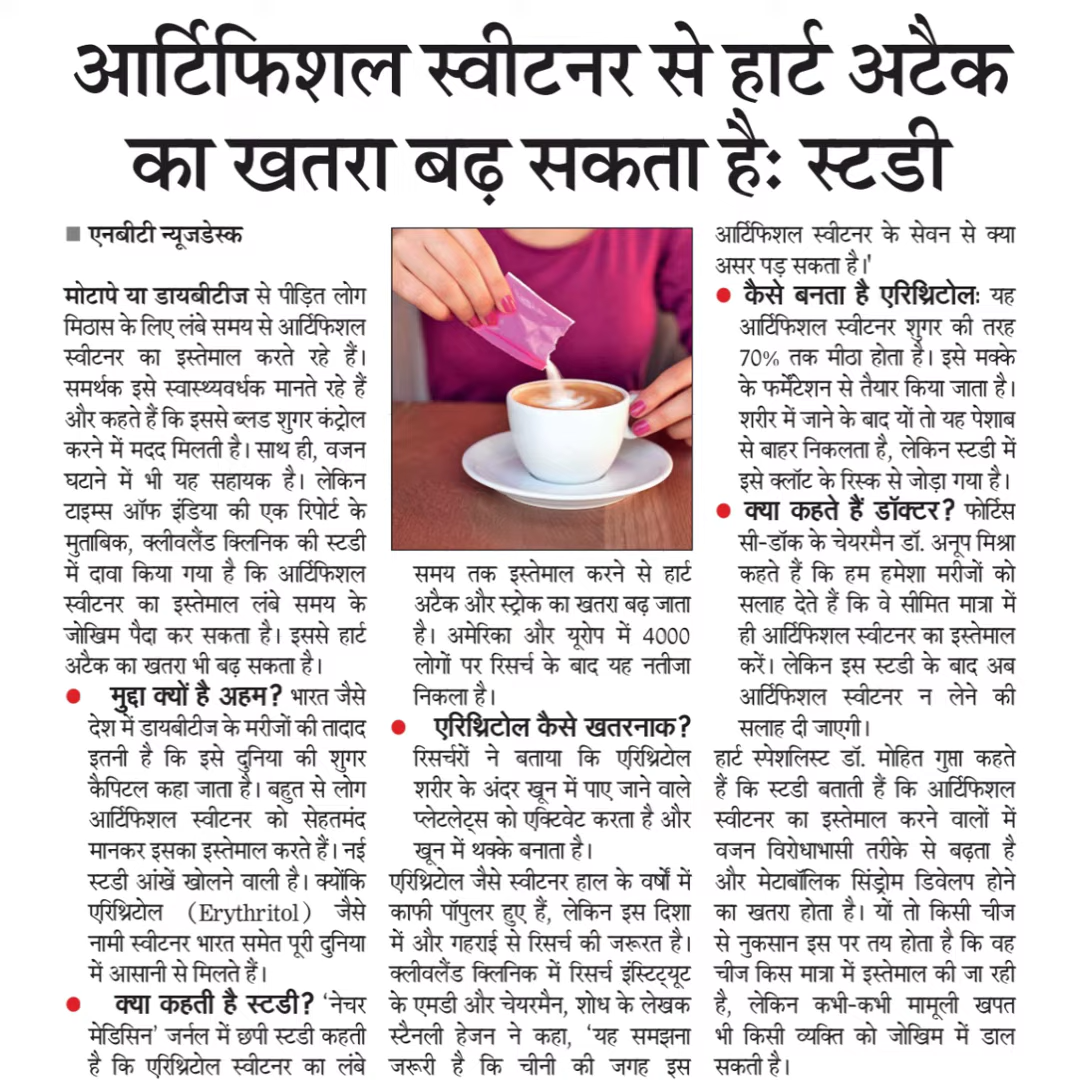 आर्टिफिशल स्वीटनर से हार्ट अटैक
का खतरा बढ़ सकता है: स्टडी
■ एनबीटी न्यूजडेस्क
मोटापे या डायबीटीज से पीड़ित लोग
मिठास के लिए लंबे समय से आर्टिफिशल
स्वीटनर का इस्तेमाल करते रहे हैं।
समर्थक इसे स्वास्थ्यवर्धक मानते रहे हैं
और कहते हैं कि इससे ब्लड शुगर कंट्रोल
करने में मदद मिलती है। साथ ही, वजन
घटाने में भी यह सहायक है। लेकिन
टाइम्स ऑफ इंडिया की एक रिपोर्ट के
मुताबिक, क्लीवलैंड क्लिनिक की स्टडी
में दावा किया गया है कि आर्टिफिशल
स्वीटनर का इस्तेमाल लंबे समय के
जोखिम पैदा कर सकता है। इससे हार्ट
अटैक का खतरा भी बढ़ सकता है।
● मुद्दा क्यों है अहम? भारत जैसे
देश में डायबीटीज के मरीजों की तादाद
इतनी है कि इसे दुनिया की शुगर
कैपिटल कहा जाता है। बहुत से लोग
आर्टिफिशल स्वीटनर को सेहतमंद
मानकर इसका इस्तेमाल करते हैं। नई
स्टडी आंखें खोलने वाली है। क्योंकि
एरिथ्रिटोल (Erythritol) जैसे
नामी स्वीटनर भारत समेत पूरी दुनिया
में आसानी से मिलते हैं।
● क्या कहती है स्टडी? 'नेचर
मेडिसिन' जर्नल में छपी स्टडी कहती
है कि एरिथ्रिटोल स्वीटनर का लंबे
समय तक इस्तेमाल करने से हार्ट
अटैक और स्ट्रोक का खतरा बढ़ जाता
है। अमेरिका और यूरोप में 4000
लोगों पर रिसर्च के बाद यह नतीजा
निकला है।
● एरिथ्रिटोल कैसे खतरनाक?
रिसर्चरों ने बताया कि एरिथ्रिटोल
शरीर के अंदर खून में पाए जाने वाले
प्लेटलेट्स को एक्टिवेट करता है और
खून में थक्के बनाता है।
एरिथ्रिटोल जैसे स्वीटनर हाल के वर्षों में
काफी पॉपुलर हुए हैं, लेकिन इस दिशा
में और गहराई से रिसर्च की जरूरत है।
क्लीवलैंड क्लिनिक में रिसर्च इंस्टिट्यूट
के एमडी और चेयरमैन, शोध के लेखक
स्टैनली हेजन ने कहा, 'यह समझना
जरूरी है कि चीनी की जगह इस
आर्टिफिशल स्वीटनर के सेवन से क्या
असर पड़ सकता है।'
● कैसे बनता है एरिथ्रिटोल: यह
आर्टिफिशल स्वीटनर शुगर की तरह
70% तक मीठा होता है। इसे मक्के
के फर्मेंटेशन से तैयार किया जाता है।
शरीर में जाने के बाद यों तो यह पेशाब
से बाहर निकलता है, लेकिन स्टडी में
इसे क्लॉट के रिस्क से जोड़ा गया है।
● क्या कहते हैं डॉक्टर? फोर्टिस
सी-डॉक के चेयरमैन डॉ. अनूप मिश्रा
कहते हैं कि हम हमेशा मरीजों को
सलाह देते हैं कि वे सीमित मात्रा में
ही आर्टिफिशल स्वीटनर का इस्तेमाल
करें। लेकिन इस स्टडी के बाद अब
आर्टिफिशल स्वीटनर न लेने की
सलाह दी जाएगी।
हार्ट स्पेशलिस्ट डॉ. मोहित गुप्ता कहते
हैं कि स्टडी बताती हैं कि आर्टिफिशल
स्वीटनर का इस्तेमाल करने वालों में
वजन विरोधाभासी तरीके से बढ़ता है
और मेटाबॉलिक सिंड्रोम डिवेलप होने
का खतरा होता है। यों तो किसी चीज
से नुकसान इस पर तय होता है कि वह
चीज किस मात्रा में इस्तेमाल की जा रही
है, लेकिन कभी-कभी मामूली खपत
भी किसी व्यक्ति को जोखिम में डाल
सकती है।